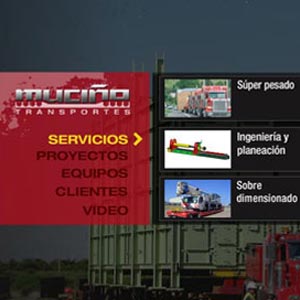 MUCIÑO
TRANSPORTES
SERVICIOS
PROYECTOS
EQUIPOS
CLIENTES
VIDEO
Súper pesado
Ingeniería y
planeación
Sobre
dimensionado